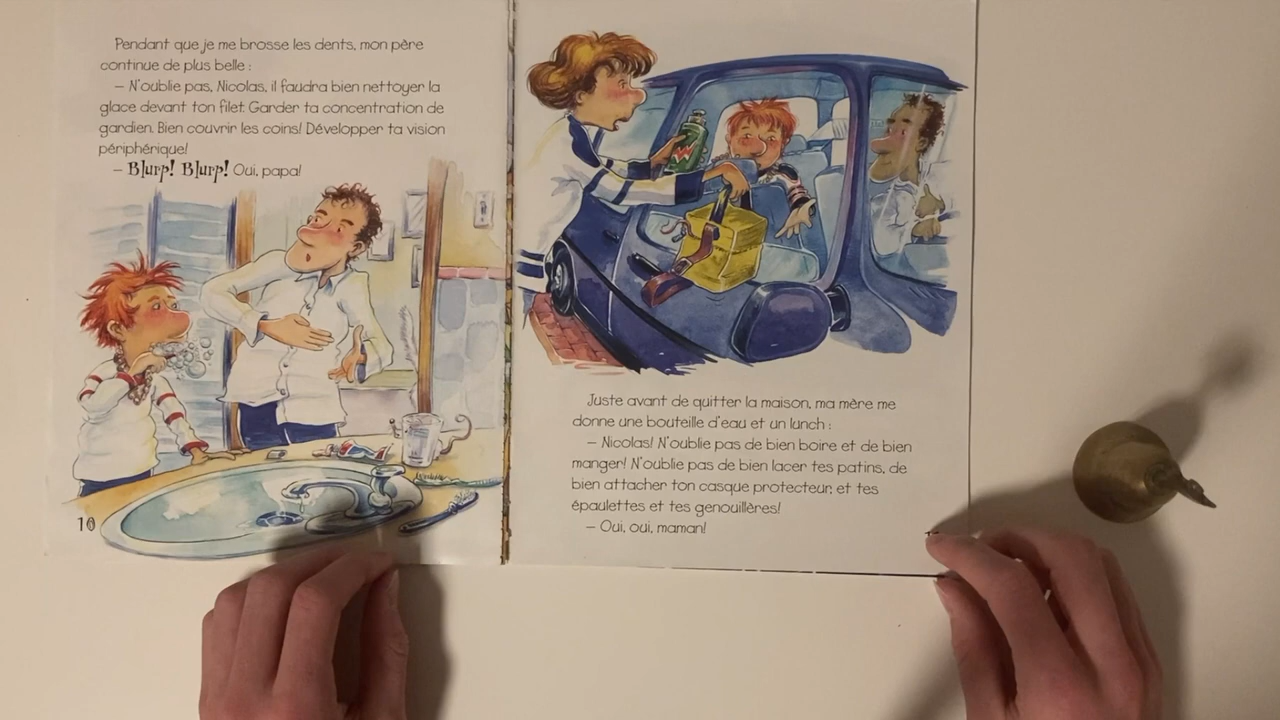 Pendant que je me brosse les dents, mon père
continue de plus belle :
– N'oublie pas, Nicolas, il faudra bien nettoyer la
glace devant ton filet. Garder ta concentration de
gardien. Bien couvrir les coins! Développer ta vision
périphérique!
– Blurp! Blurp! Oui, papa!
10
Juste avant de quitter la maison, ma mère me
donne une bouteille d'eau et un lunch :
– Nicolas! N'oublie pas de bien boire et de bien
manger! N'oublie pas de bien lacer tes patins, de
bien attacher ton casque protecteur, et tes
épaulettes et tes genouillères!
– Oui, oui, maman!